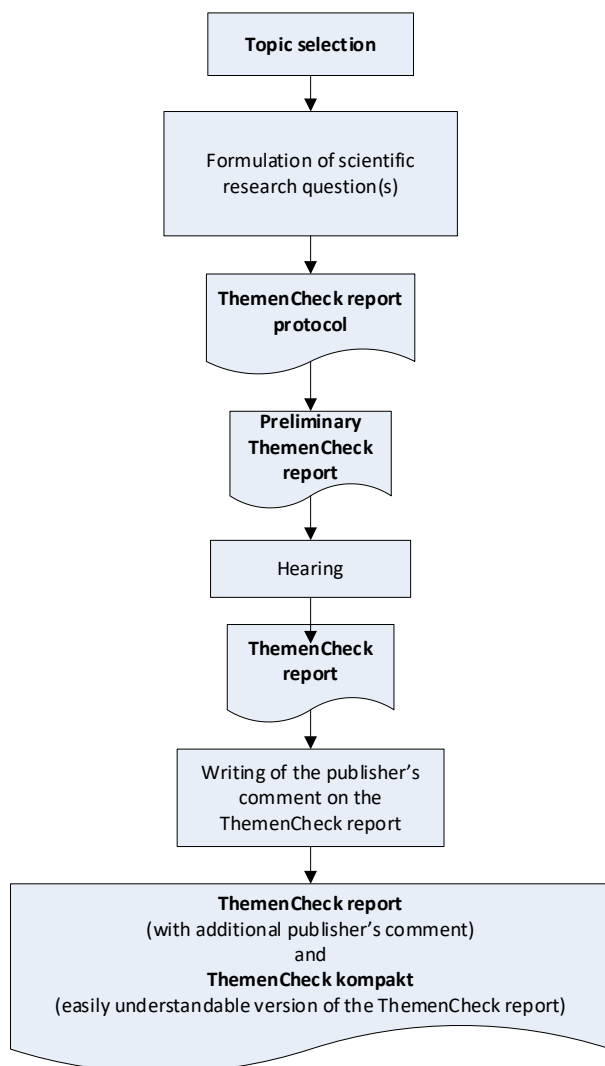 Topic selection
Formulation of scientific
research question(s)
ThemenCheck report
protocol
Preliminary
ThemenCheck
report
Hearing
ThemenCheck
report
Writing of the publisher’s
comment on the
ThemenCheck report
ThemenCheck report
(with additional publisher’s comment)
and
ThemenCheck kompakt
(easily understandable version of the ThemenCheck report)